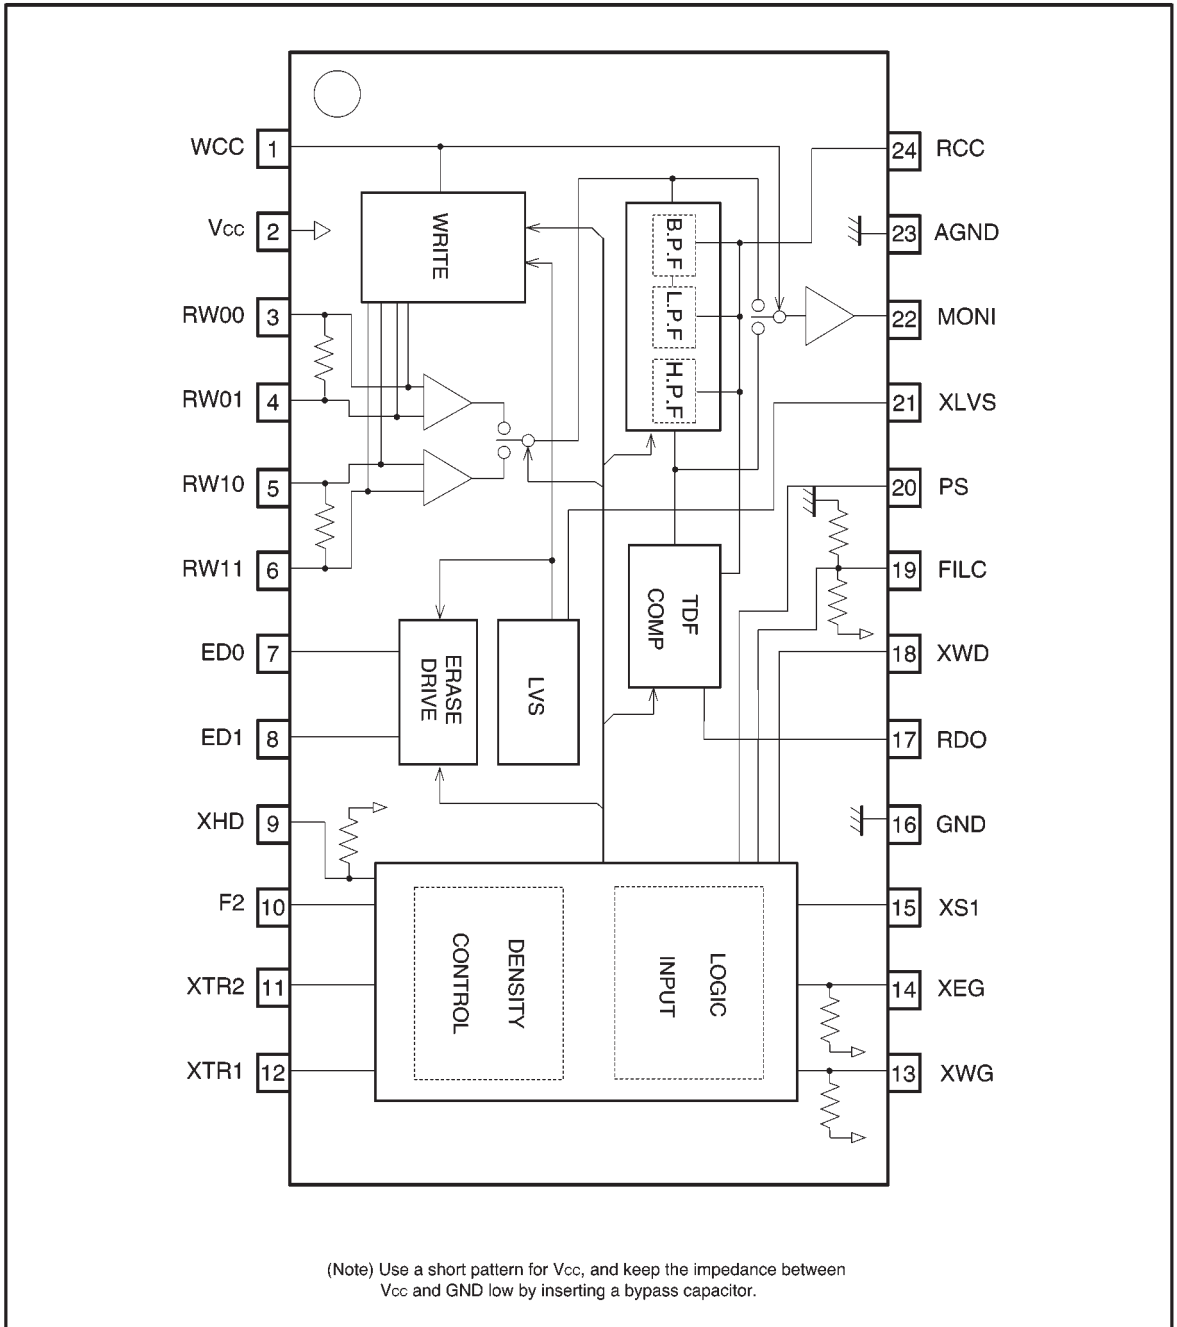 WCC 1
Vcc 2
RW00 3
RW01 4
RW10 5
RW11 6
ED0 7
ED1 8
XHD 9
F2 10
XTR2 11
XTR1 12
24 RCC
23 AGND
22 MONI
21 XLVS
20 PS
19 FILC
18 XWD
17 RDO
16 GND
15 XS1
14 XEG
13 XWG
WRITE
B.P.F
L.P.F
H.P.F
TDF
COMP
ERASE
DRIVE
LVS
DENSITY
CONTROL
LOGIC
INPUT
(Note) Use a short pattern for Vcc, and keep the impedance between
Vcc and GND low by inserting a bypass capacitor.